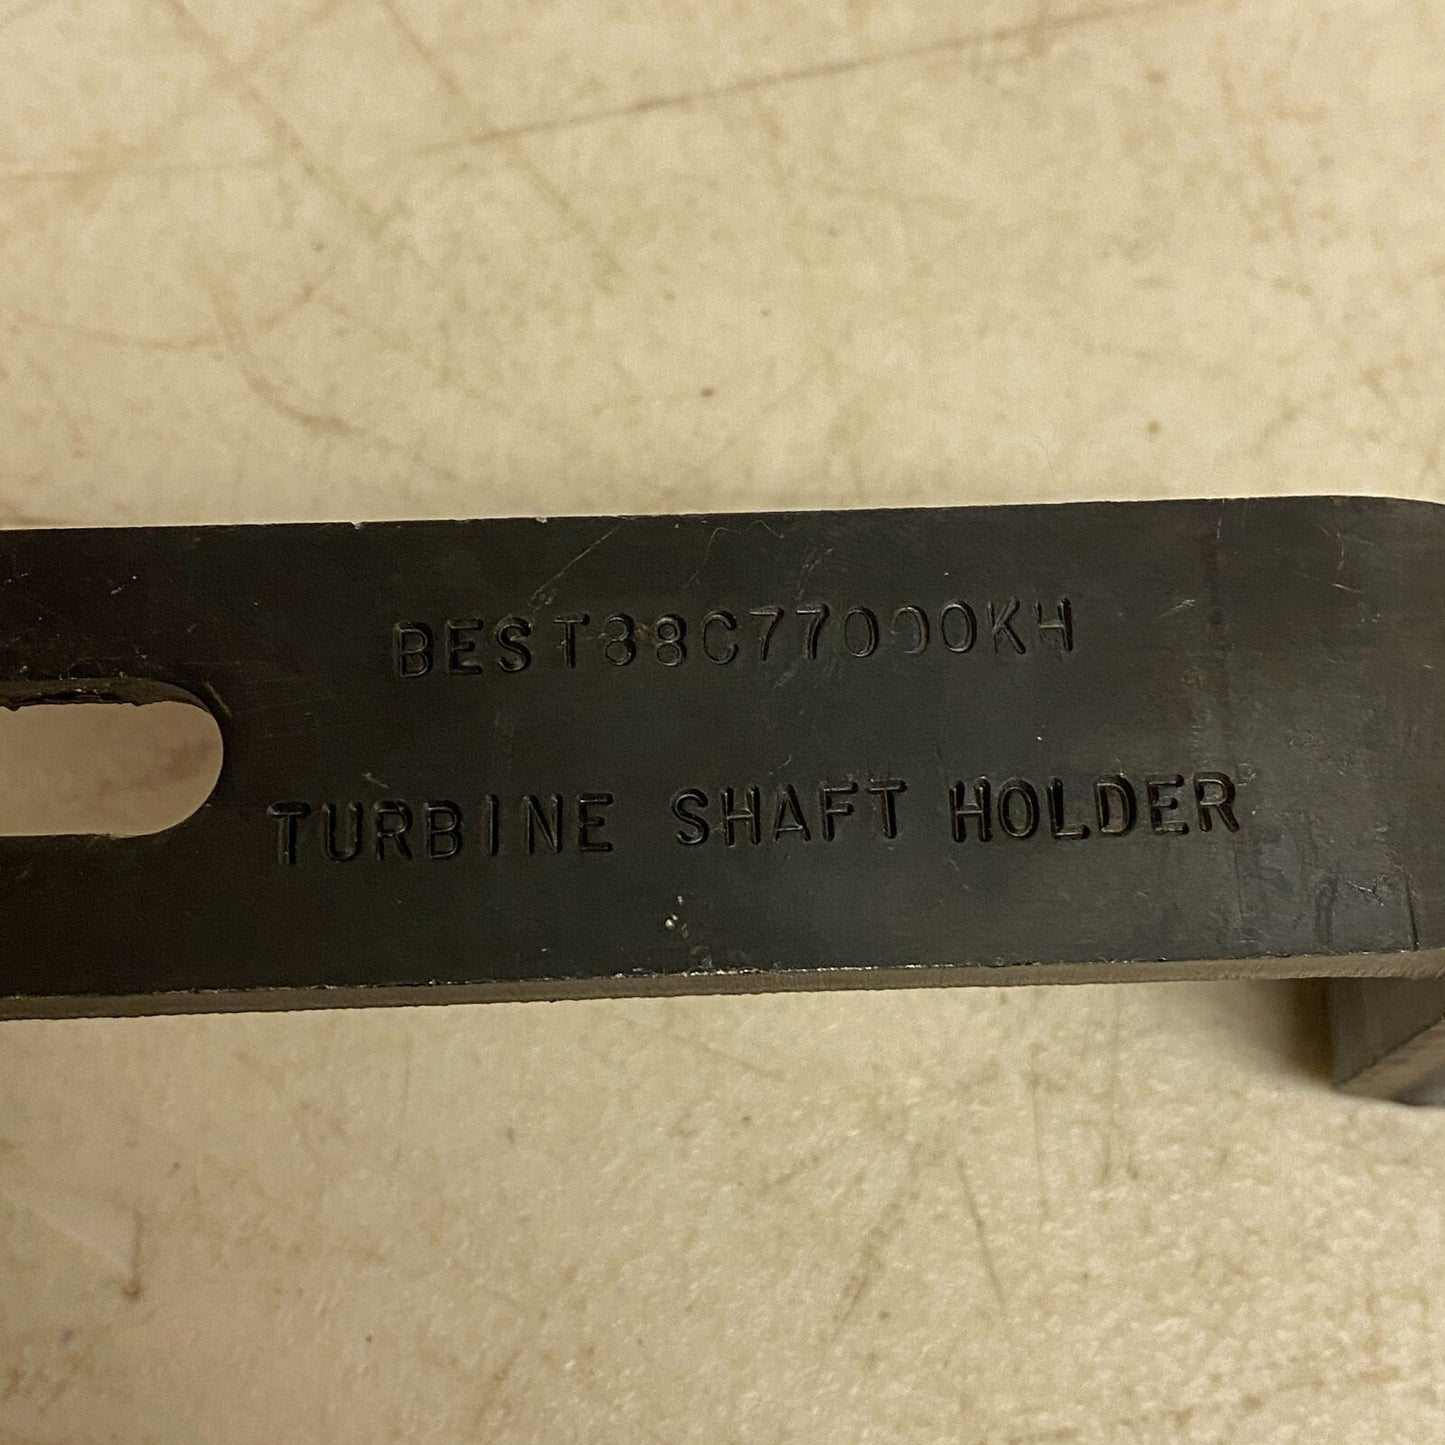 BEST88C77000KH
TURBINE SHAFT HOLDER